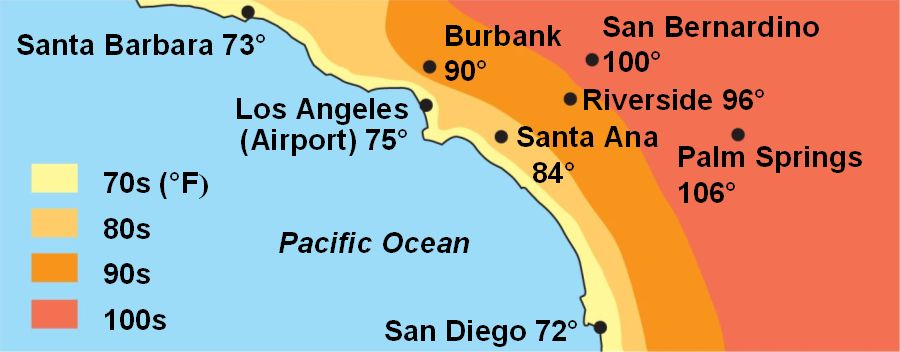 San Bernardino
100°
Burbank
90°
Santa Barbara 73°
Riverside 96°
Los Angeles
(Airport) 75°
Santa Ana
84°
Palm Springs
106°
70s (°F)
80s
90s
100s
Pacific Ocean
San Diego 72°